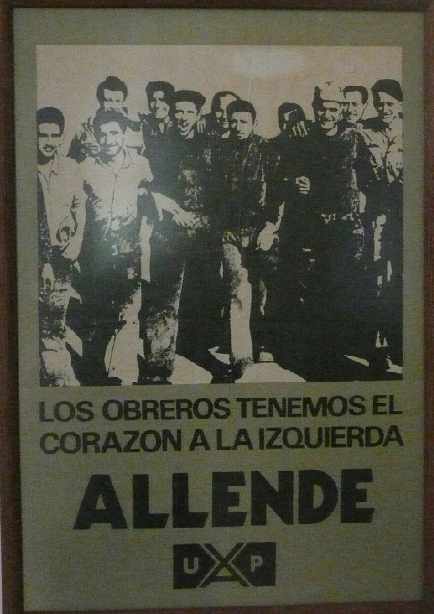 LOS OBREROS TENEMOS EL
CORAZON A LA IZQUIERDA
ALLENDE
U P